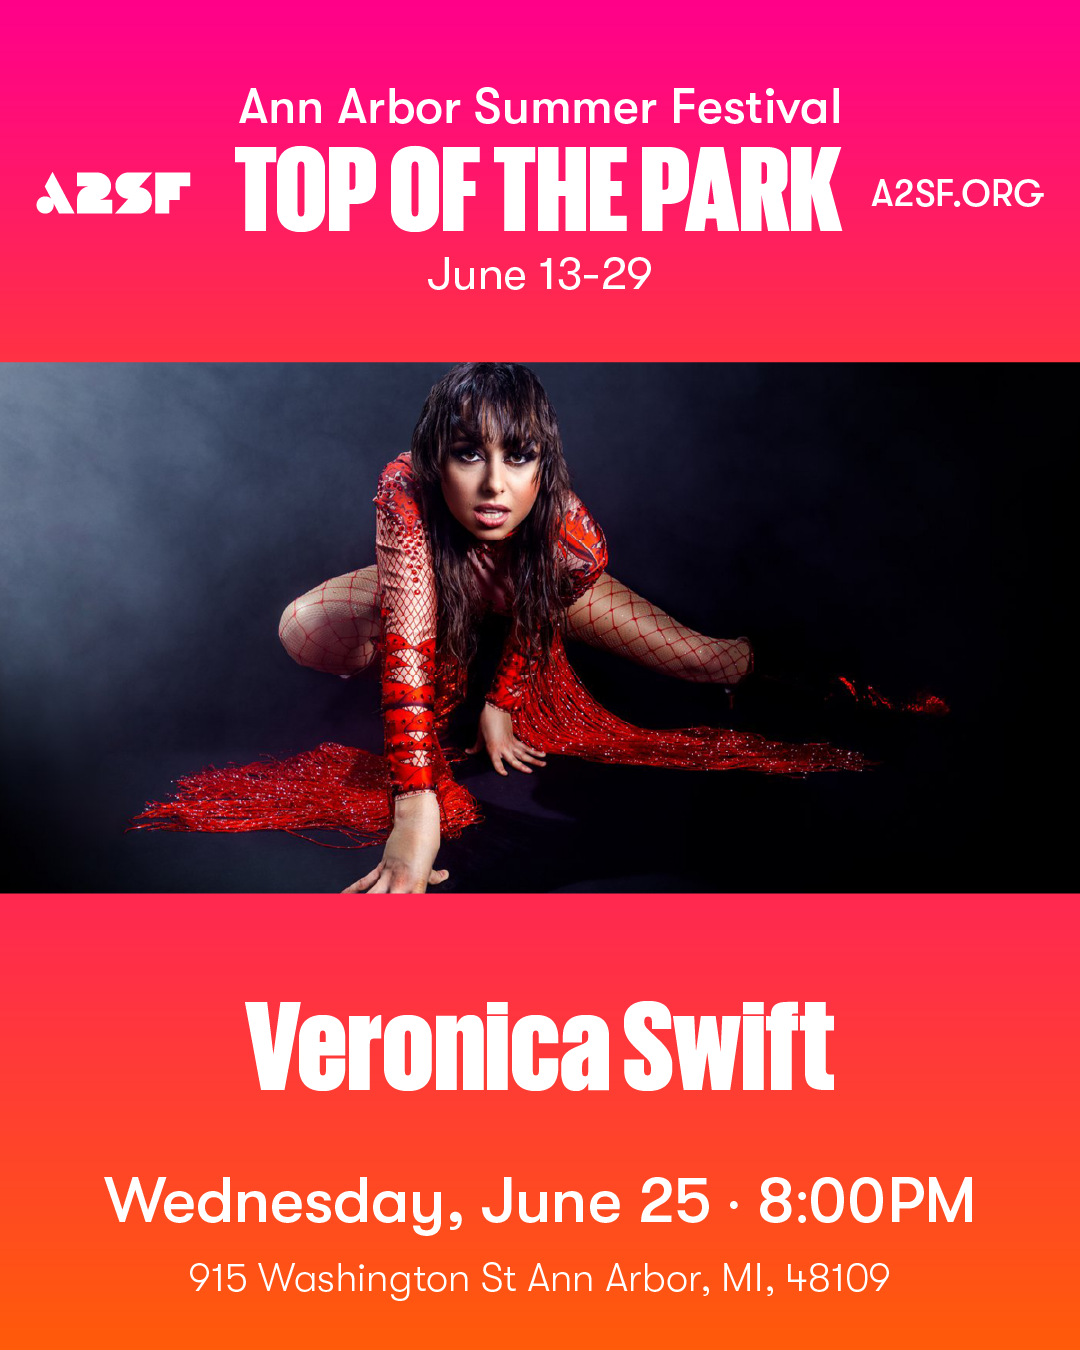 Ann Arbor Summer Festival
A2SF
TOP OF THE PARK
A2SF.ORG
June 13-29
Veronica Swift
Wednesday, June 25 · 8:00PM
915 Washington St Ann Arbor, MI, 48109